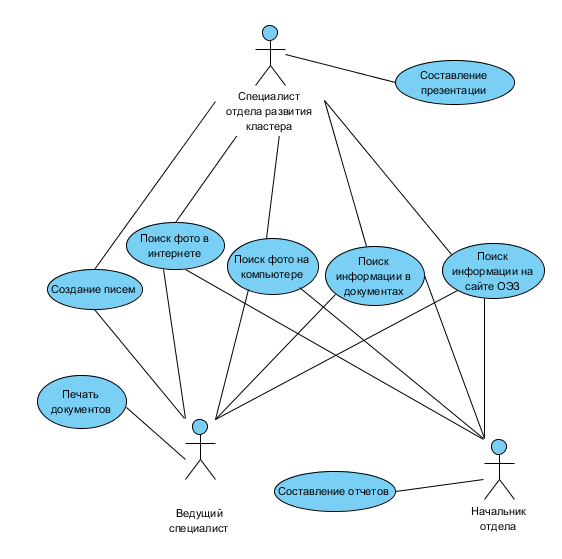 Специалист
отдела развития
кластера
Составление
презентации
Поиск фото в
интернете
Поиск фото на
компьютере
Поиск
информации в
документах
Поиск
информации на
сайте ОЭЗ
Создание писем
Печать
документов
Ведущий
специалист
Составление отчетов
Начальник
отдела